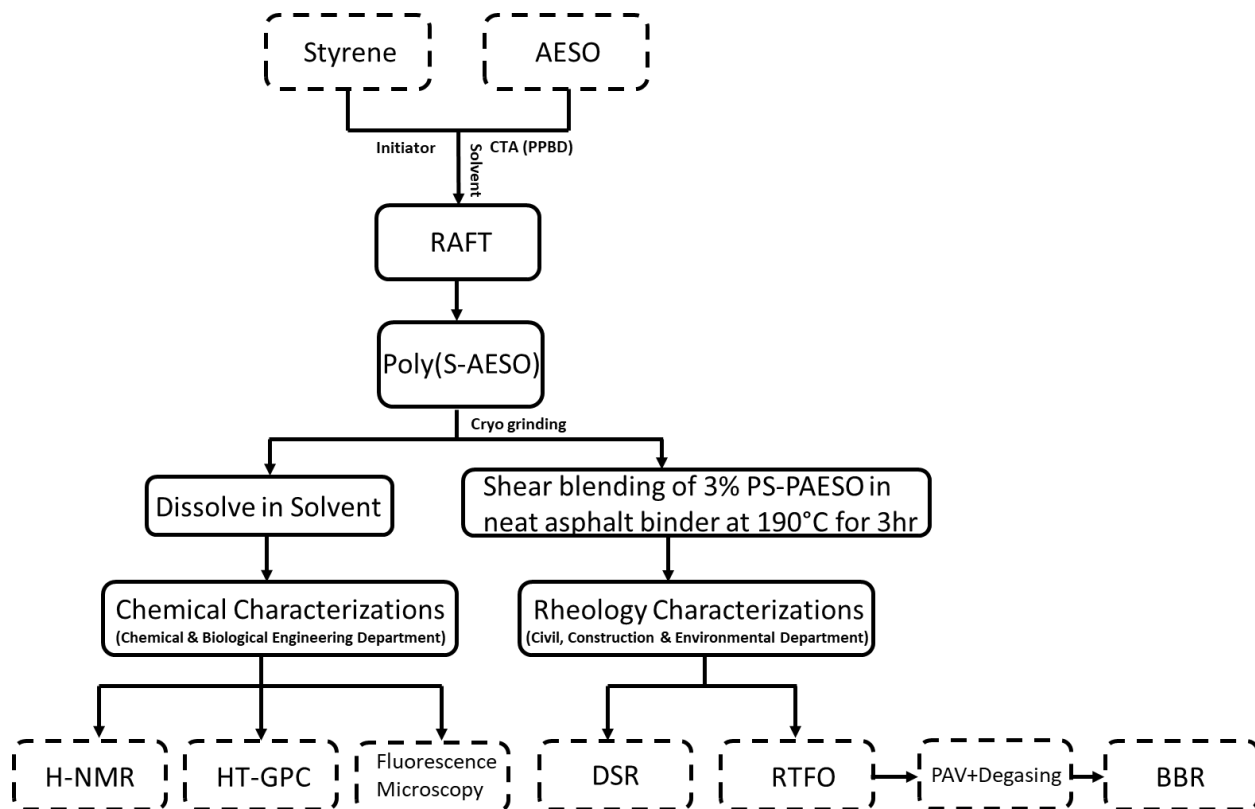 Styrene
AESO
Initiator
Solvent
CTA (PPBD)
RAFT
Poly(S-AESO)
Cryo grinding
Dissolve in Solvent
Shear blending of 3% PS-PAESO in
neat asphalt binder at 190°C for 3hr
Chemical Characterizations
(Chemical & Biological Engineering Department)
Rheology Characterizations
(Civil, Construction & Environmental Department)
H-NMR
HT-GPC
Fluorescence
Microscopy
DSR
RTFO
PAV+Degasing
BBR